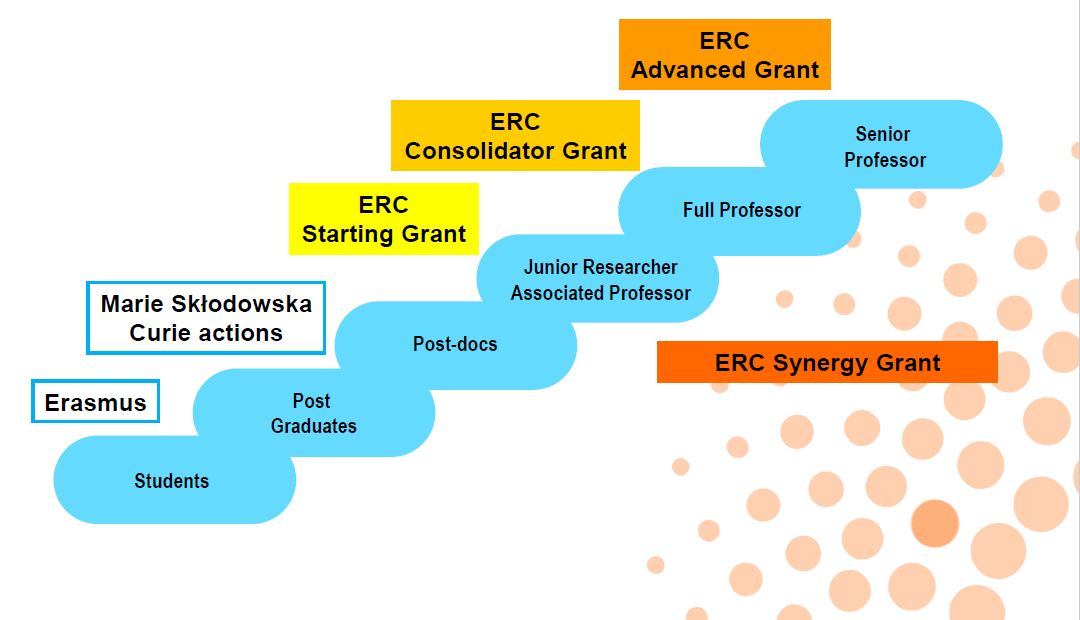 ERC
Advanced Grant
ERC
Consolidator Grant
Senior
Professor
ERC
Starting Grant
Full Professor
Junior Researcher
Associated Professor
Marie Skłodowska
Curie actions
Post-docs
ERC Synergy Grant
Erasmus
Post
Graduates
Students